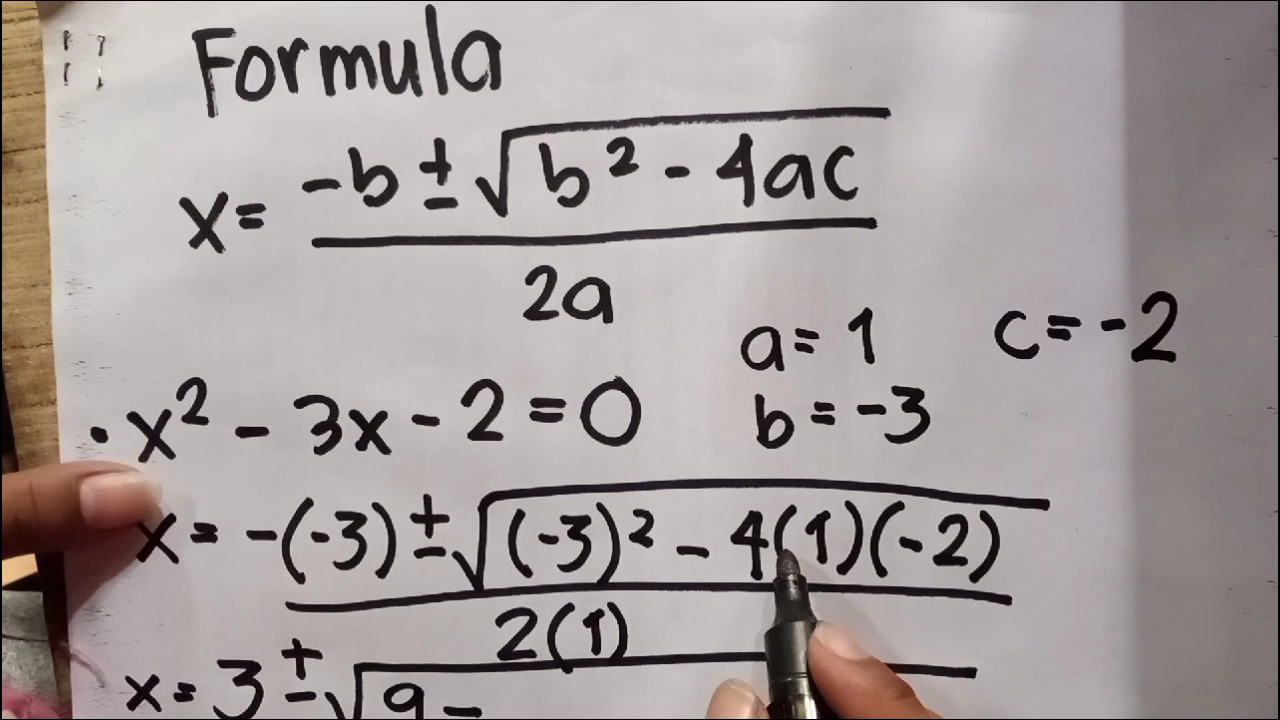 Formula
x = -b ± √b² - 4ac
2a
a = 1 c = -2
• x² - 3x - 2 = 0 b = -3
x = -(-3) ± √(-3)² - 4(1)(-2)
2(1)
x = 3 ± √9 -